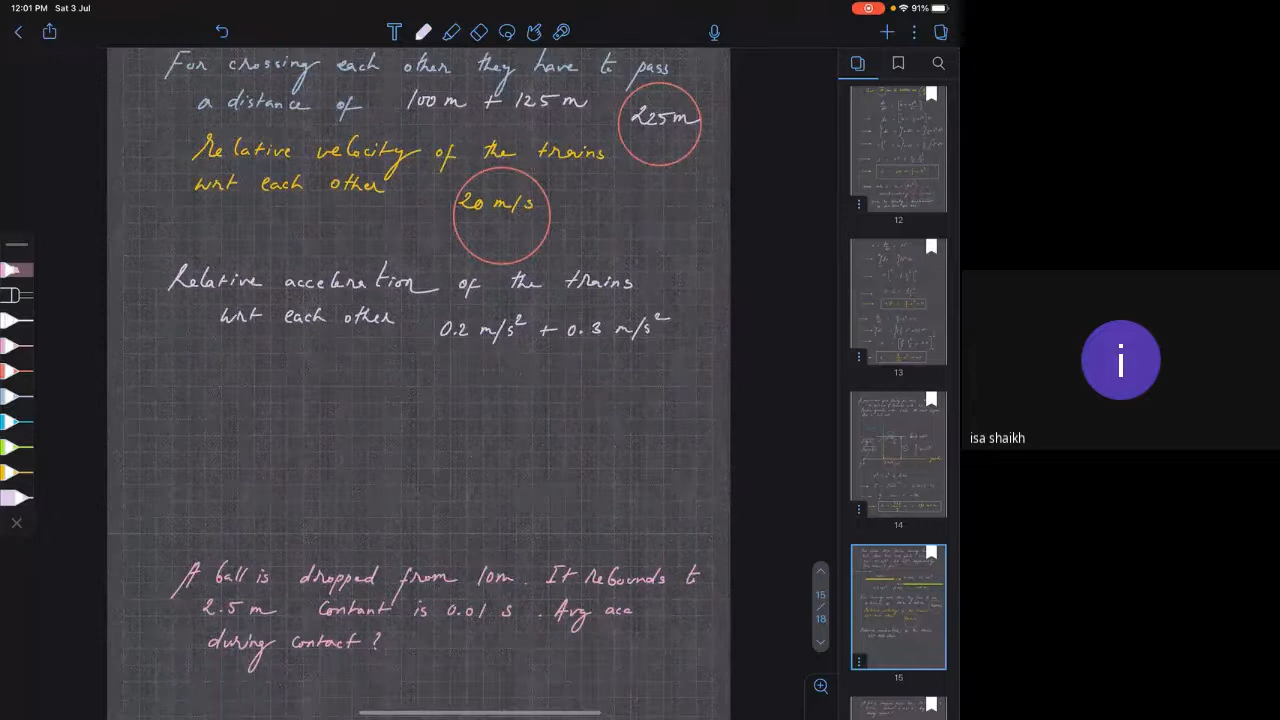 12:01 PM Sat 3 Jul
91%
For crossing each other they have to pass
a distance of 100 m + 125 m
225m
Relative velocity of the trains
wrt each other
20 m/s
Relative acceleration of the trains
wrt each other 0.2 m/s² + 0.3 m/s²
A ball is dropped from 10m. It rebounds to
2.5 m Contant is 0.01 s. Avg acc
during contact?
15
/
18
12
13
14
15
i
isa shaikh